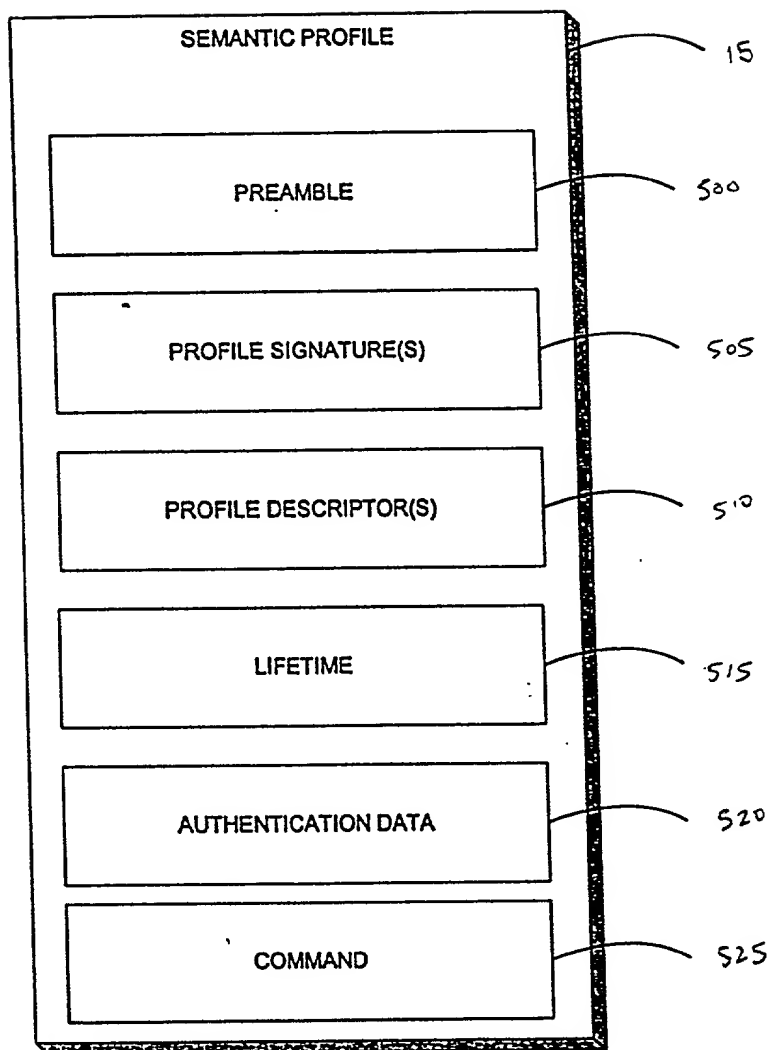 SEMANTIC PROFILE
15
PREAMBLE
500
PROFILE SIGNATURE(S)
505
PROFILE DESCRIPTOR(S)
510
LIFETIME
515
AUTHENTICATION DATA
520
COMMAND
525